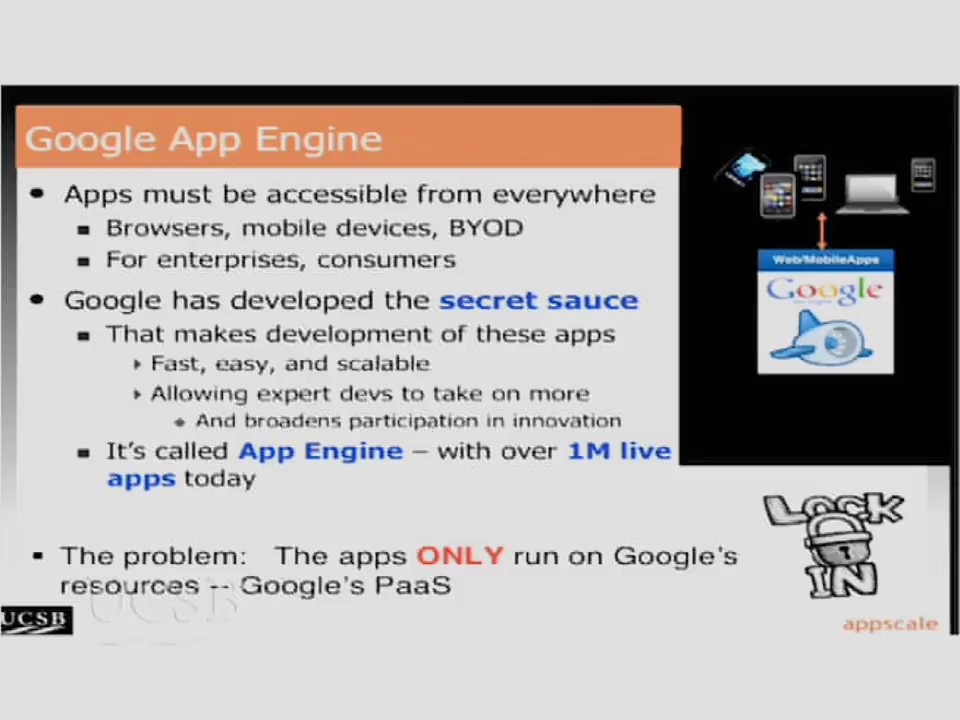 Google App Engine
Apps must be accessible from everywhere
Browsers, mobile devices, BYOD
For enterprises, consumers
Google has developed the secret sauce
That makes development of these apps
Fast, easy, and scalable
Allowing expert devs to take on more
And broadens participation in innovation
It's called App Engine – with over 1M live
apps today
The problem: The apps ONLY run on Google's
resources -- Google's PaaS
Web/MobileApps
Google
LOCK
IN
UCSB
UCSB
appscale